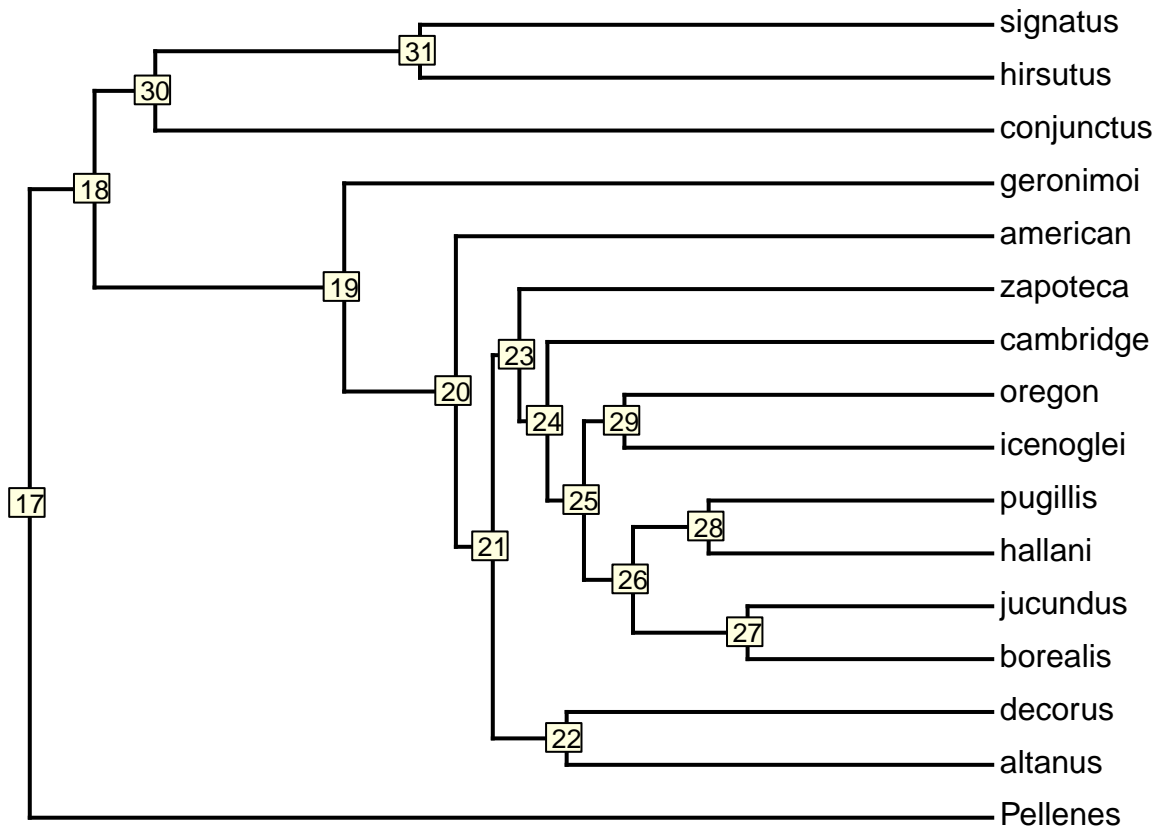 signatus
31
hirsutus
30
conjunctus
geronimoi
18
american
zapoteca
19
cambridge
23
oregon
20
24
29
icenoglei
pugillis
17
25
28
hallani
21
26
jucundus
27
borealis
decorus
22
altanus
Pellenes